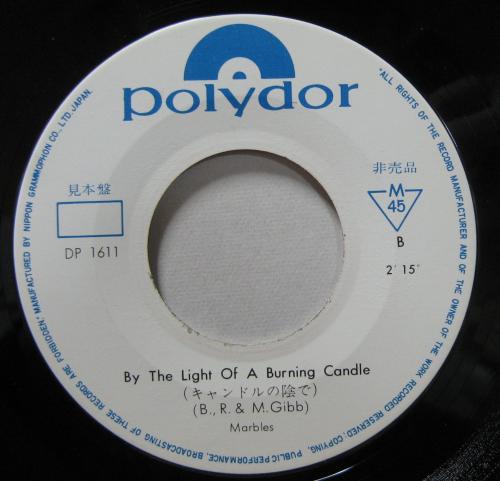 polydor
見本盤
DP 1611
非売品
M
45
B
2' 15"
By The Light Of A Burning Candle
(キャンドルの陰で)
(B., R. & M. Gibb)
Marbles
"ALL RIGHTS OF THE RECORD MANUFACTURER AND OF THE OWNER OF THE WORK RECORDED RESERVED. COPYING, PUBLIC PERFORMANCE, BROADCASTING OF THESE RECORDS ARE FORBIDDEN." MANUFACTURED BY NIPPON GRAMMOPHON CO., LTD. JAPAN.